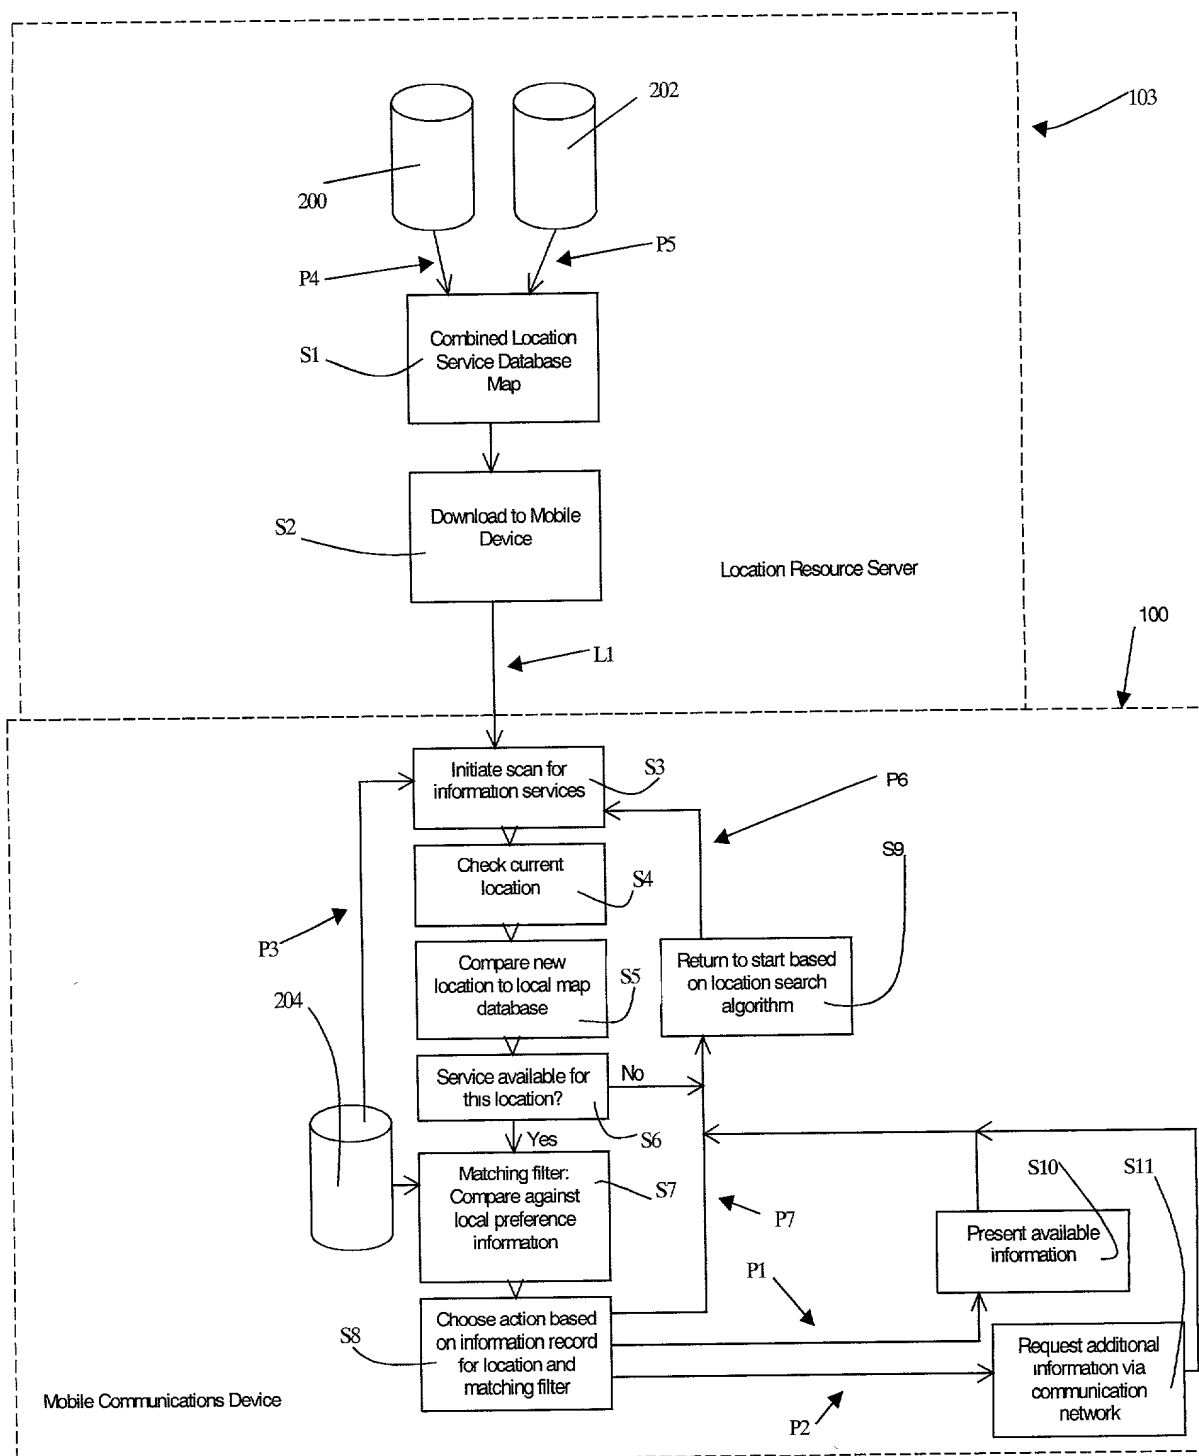 202
103
200
P5
P4
Combined Location
Service Database
Map
S1
Download to Mobile
Device
S2
Location Resource Server
100
L1
Initiate scan for
information services
S3
P6
Check current
location
S4
S9
P3
Compare new
location to local map
database
S5
Return to start based
on location search
algorithm
204
Service available for
this location?
No
S6
Yes
Matching filter:
Compare against
local preference
information
S7
S10
S11
P7
Present available
information
P1
Choose action based
on information record
for location and
matching filter
S8
Request additional
information via
communication
network
Mobile Communications Device
P2